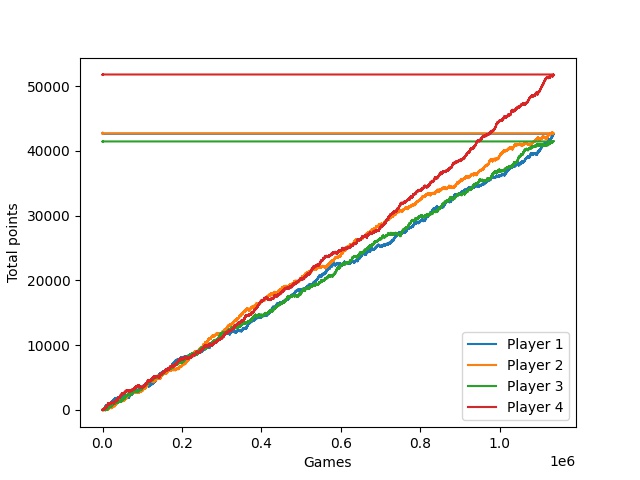 50000
40000
30000
20000
10000
0
Total points
0.0 0.2 0.4 0.6 0.8 1.0
1e6
Games
Player 1
Player 2
Player 3
Player 4